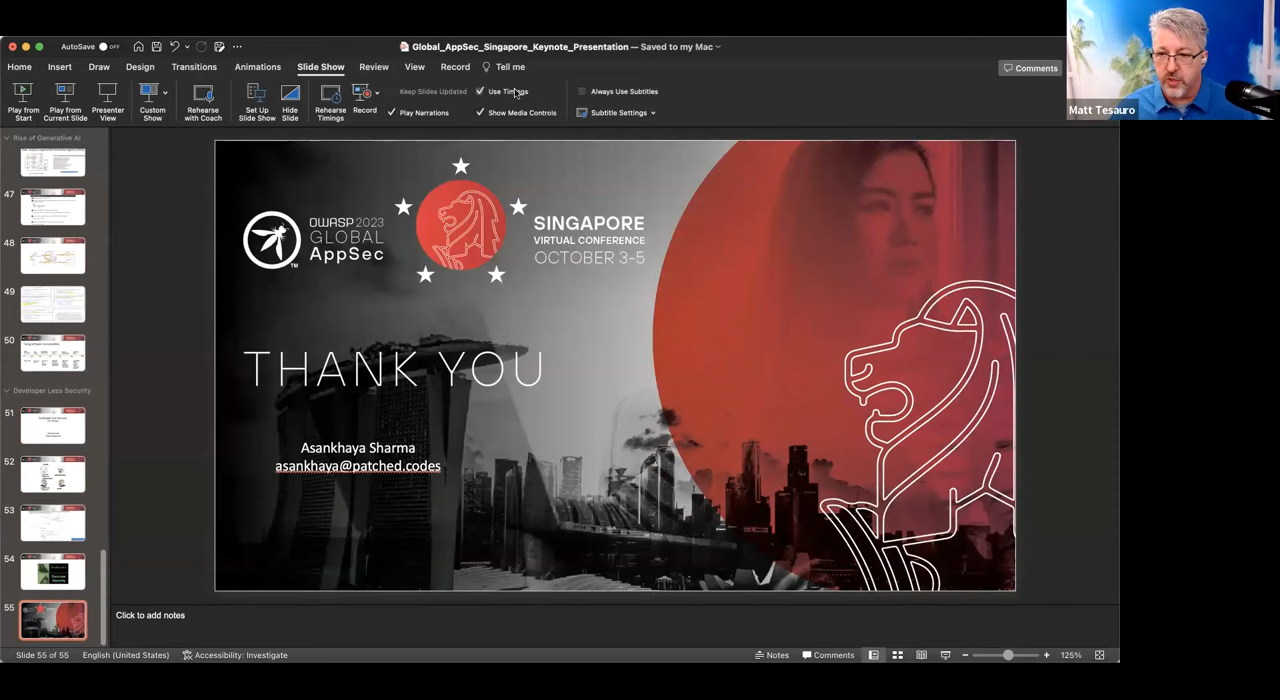 AutoSave OFF
Global_AppSec_Singapore_Keynote_Presentation — Saved to my Mac
Matt Tesauro
Home Insert Draw Design Transitions Animations Slide Show Review View Record Tell me
Comments
Play from Start
Play from Current Slide
Presenter View
Custom Show
Rehearse with Coach
Set Up Slide Show
Hide Slide
Rehearse Timings
Record
Keep Slides Updated
Use Timings
Play Narrations
Show Media Controls
Always Use Subtitles
Subtitle Settings
Rise of Generative AI
47
48
49
50
Developer Less Security
51
52
53
54
55
OWASP 2023
GLOBAL
AppSec
TM
SINGAPORE
VIRTUAL CONFERENCE
OCTOBER 3-5
THANK YOU
Asankhaya Sharma
asankhaya@patched.codes
Click to add notes
Slide 55 of 55 English (United States) Accessibility: Investigate
Notes Comments 125%